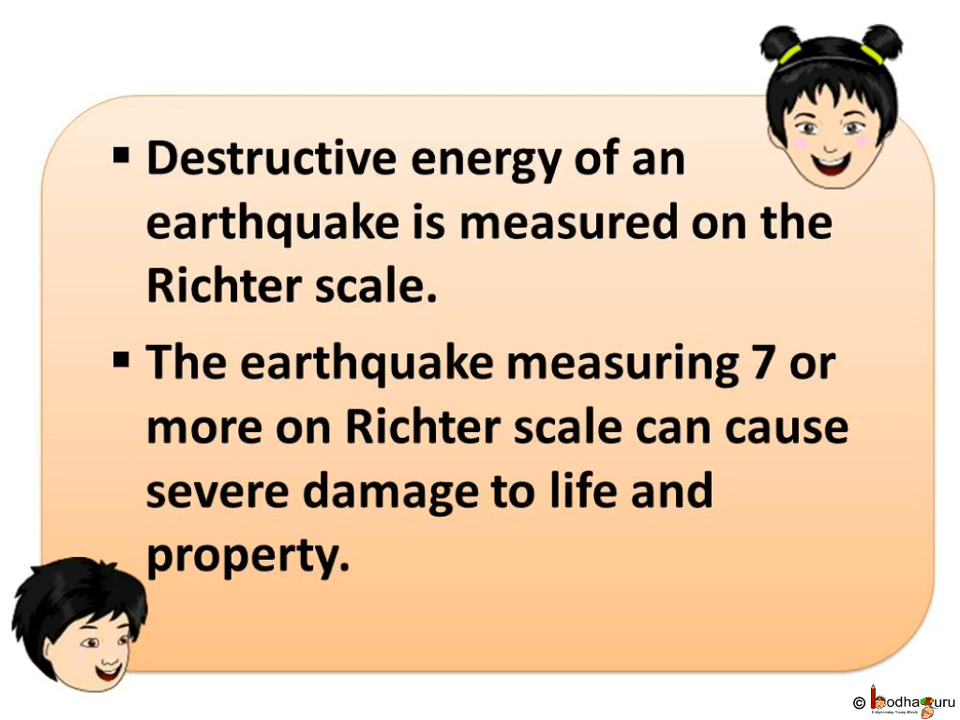 ▪ Destructive energy of an
earthquake is measured on the
Richter scale.
▪ The earthquake measuring 7 or
more on Richter scale can cause
severe damage to life and
property.
©